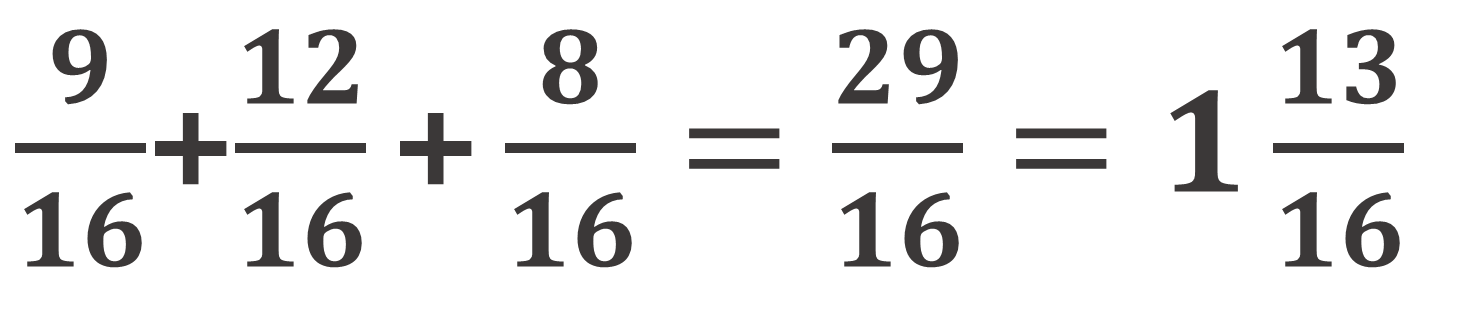 9/16 + 12/16 + 8/16 = 29/16 = 1 13/16